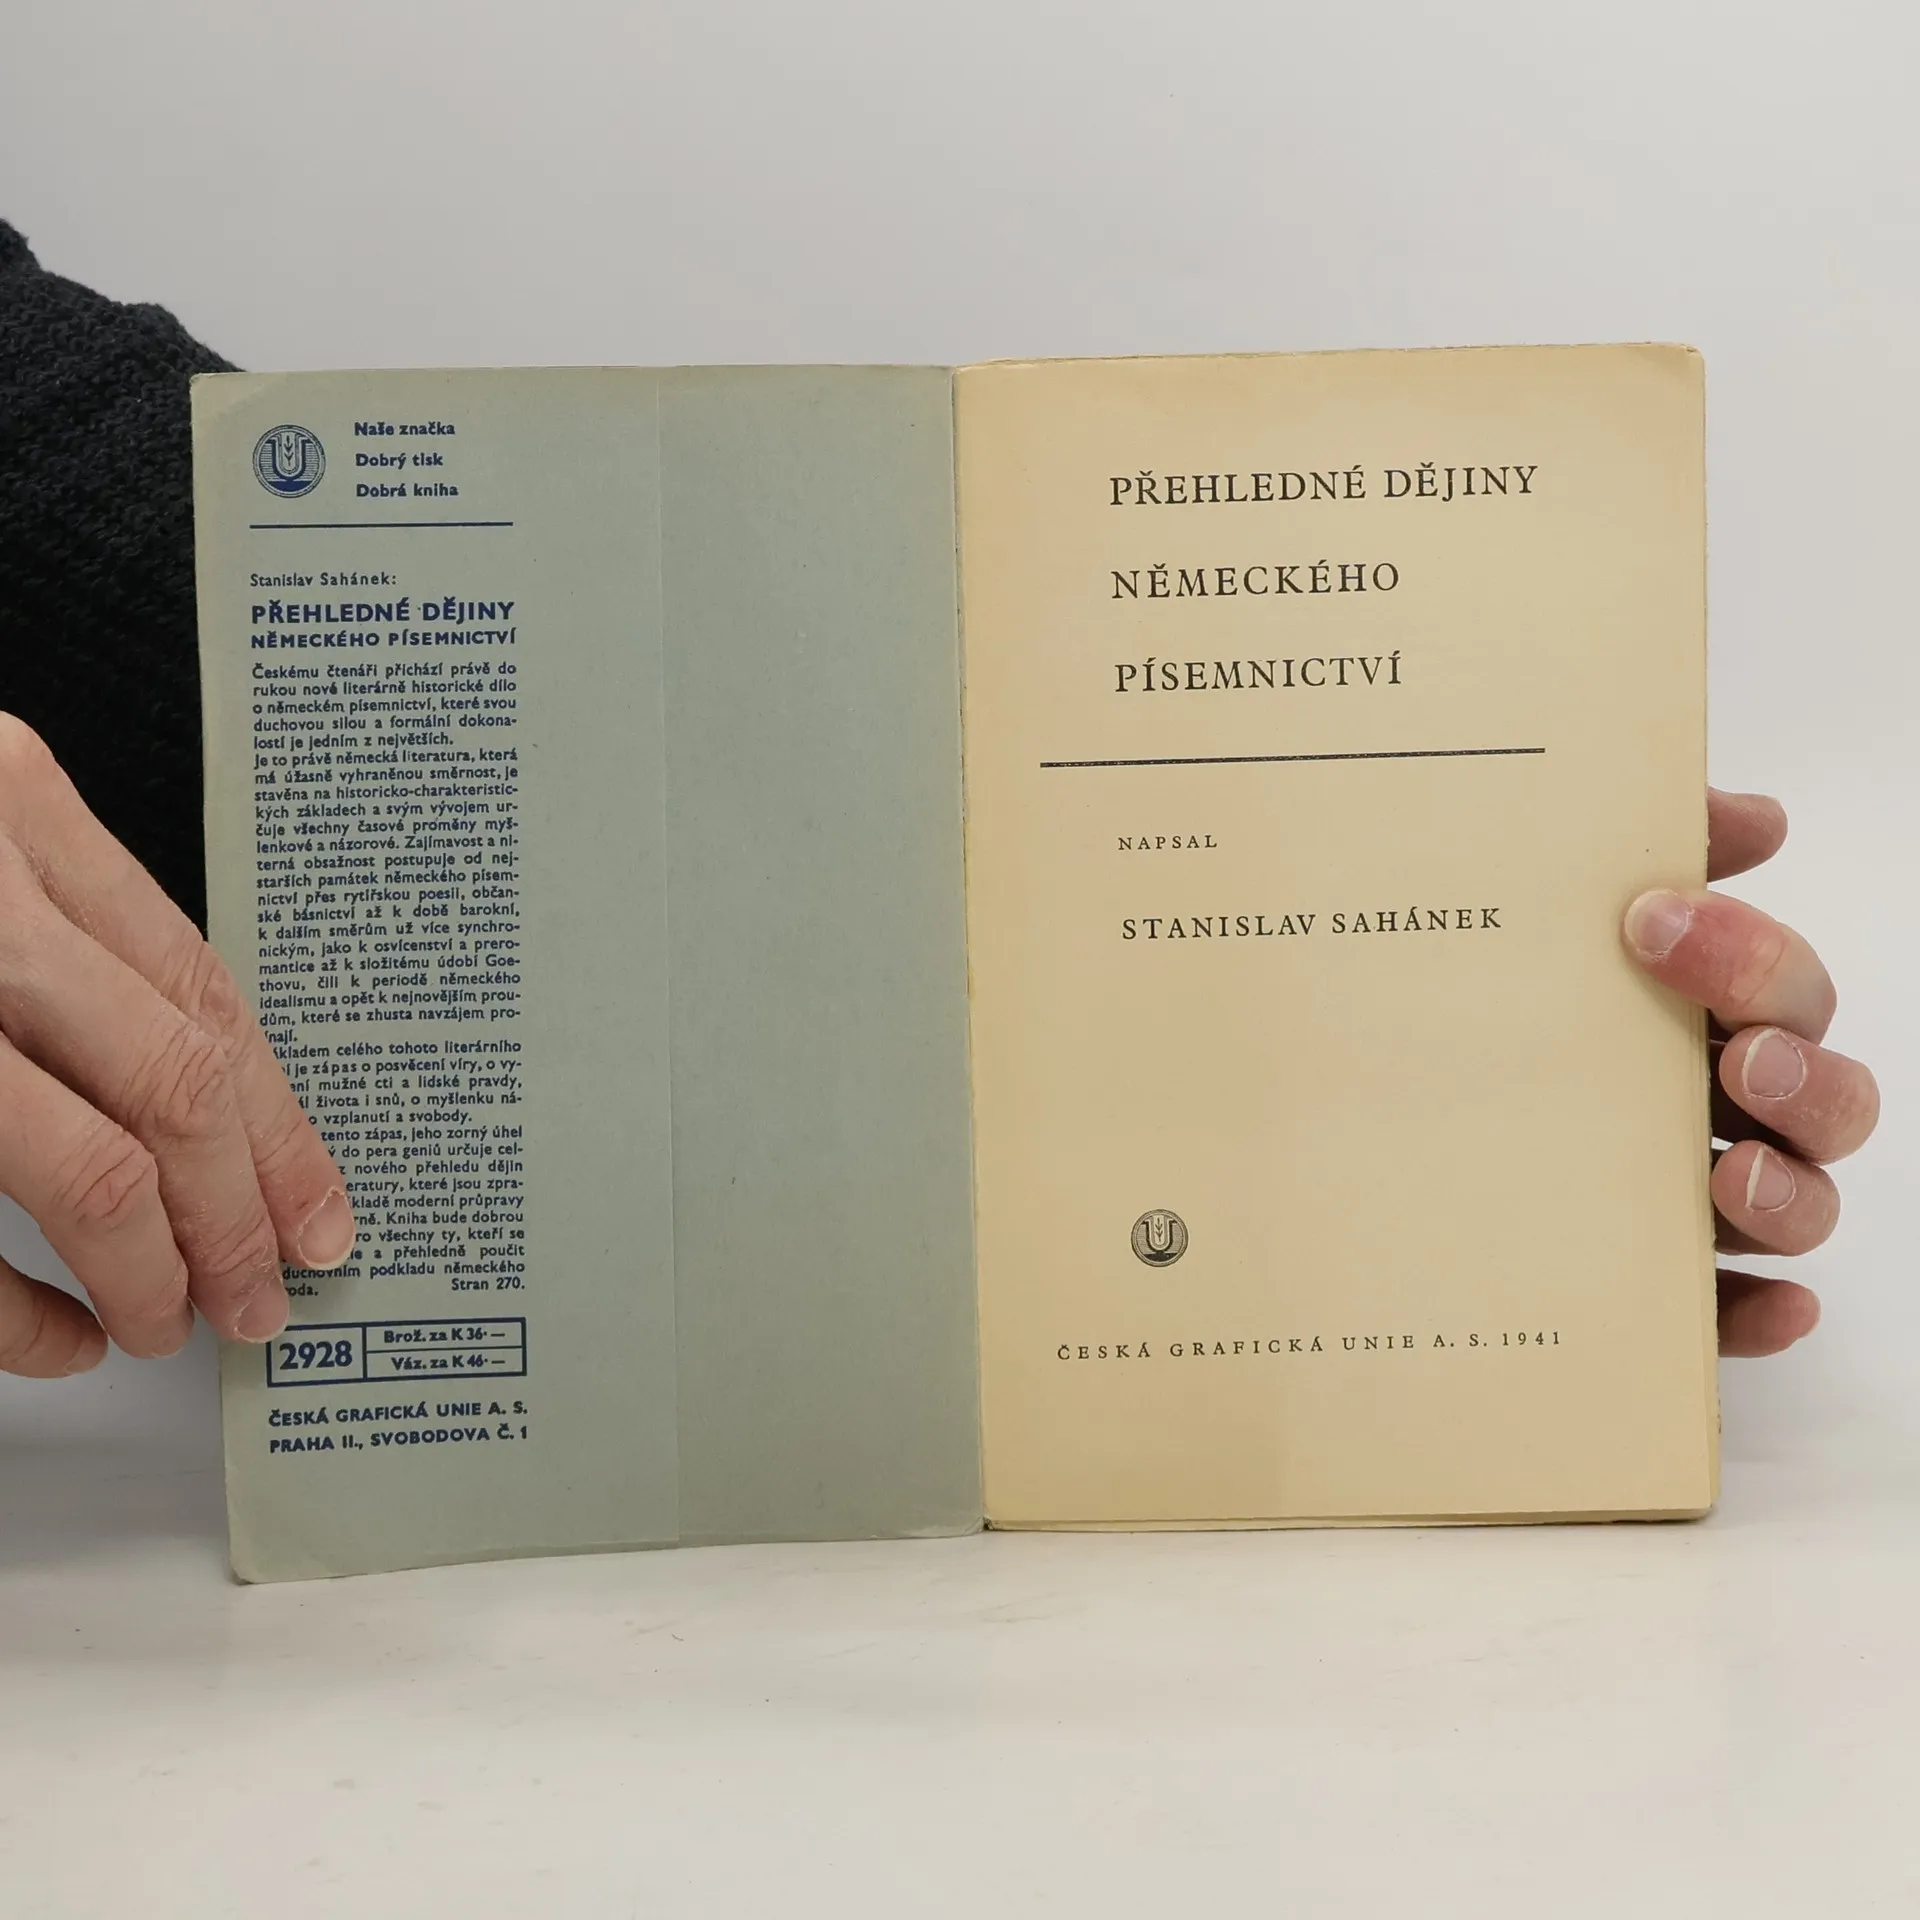 Naše značka
Dobrý tisk
Dobrá kniha
Stanislav Sahánek:
PŘEHLEDNÉ DĚJINY
NĚMECKÉHO PÍSEMNICTVÍ
Českému čtenáři přichází právě do
rukou nové literárně historické dílo
o německém písemnictví, které svou
duchovou silou a formální dokona-
lostí je jedním z největších.
Je to právě německá literatura, která
má úžasně vyhraněnou směrnost, je
stavěna na historicko-charakteristic-
kých základech a svým vývojem ur-
čuje všechny časové proměny myš-
lenkové a názorové. Zajímavost a ni-
terná obsažnost postupuje od nej-
starších památek německého písem-
nictví přes rytířskou poesii, občan-
ské básnictví až k době barokní,
k dalším směrům už více synchro-
nickým, jako k osvícenství a prero-
mantice až k složitému údobí Goe-
thovu, čili k periodě německého
idealismu a opět k nejnovějším prou-
dům, které se zhusta navzájem pro-
ínají.
kladem celého tohoto literárního
í je zápas o posvěcení víry, o vy-
ání mužné cti a lidské pravdy,
ál života i snů, o myšlenku ná-
o vzplanutí a svobody.
tento zápas, jeho zorný úhel
ý do pera geniů určuje cel-
z nového přehledu dějin
eratury, které jsou zpra-
kladě moderní průpravy
rně. Kniha bude dobrou
ro všechny ty, kteří se
ie a přehledně poučit
duchovním podkladu německého
roda. Stran 270.
2928
Brož. za K 36·—
Váz. za K 46·—
ČESKÁ GRAFICKÁ UNIE A. S.
PRAHA II., SVOBODOVA Č. 1
PŘEHLEDNÉ DĚJINY
NĚMECKÉHO
PÍSEMNICTVÍ
NAPSAL
STANISLAV SAHÁNEK
ČESKÁ GRAFICKÁ UNIE A. S. 1941